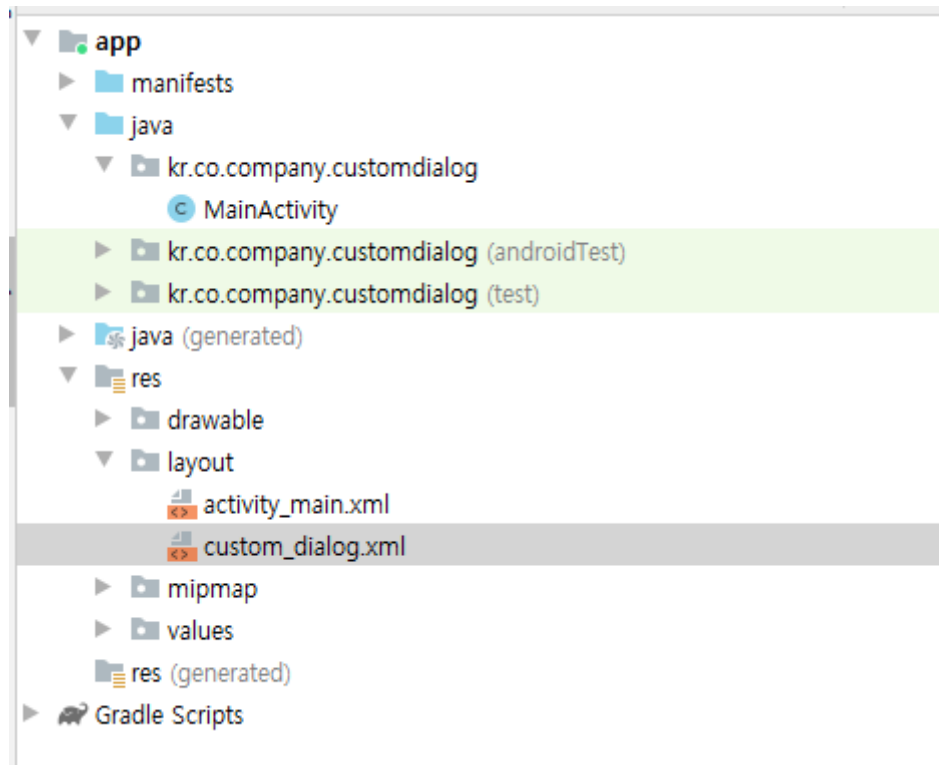 app
manifests
java
kr.co.company.customdialog
C MainActivity
kr.co.company.customdialog (androidTest)
kr.co.company.customdialog (test)
java (generated)
res
drawable
layout
<> activity_main.xml
<> custom_dialog.xml
mipmap
values
res (generated)
Gradle Scripts